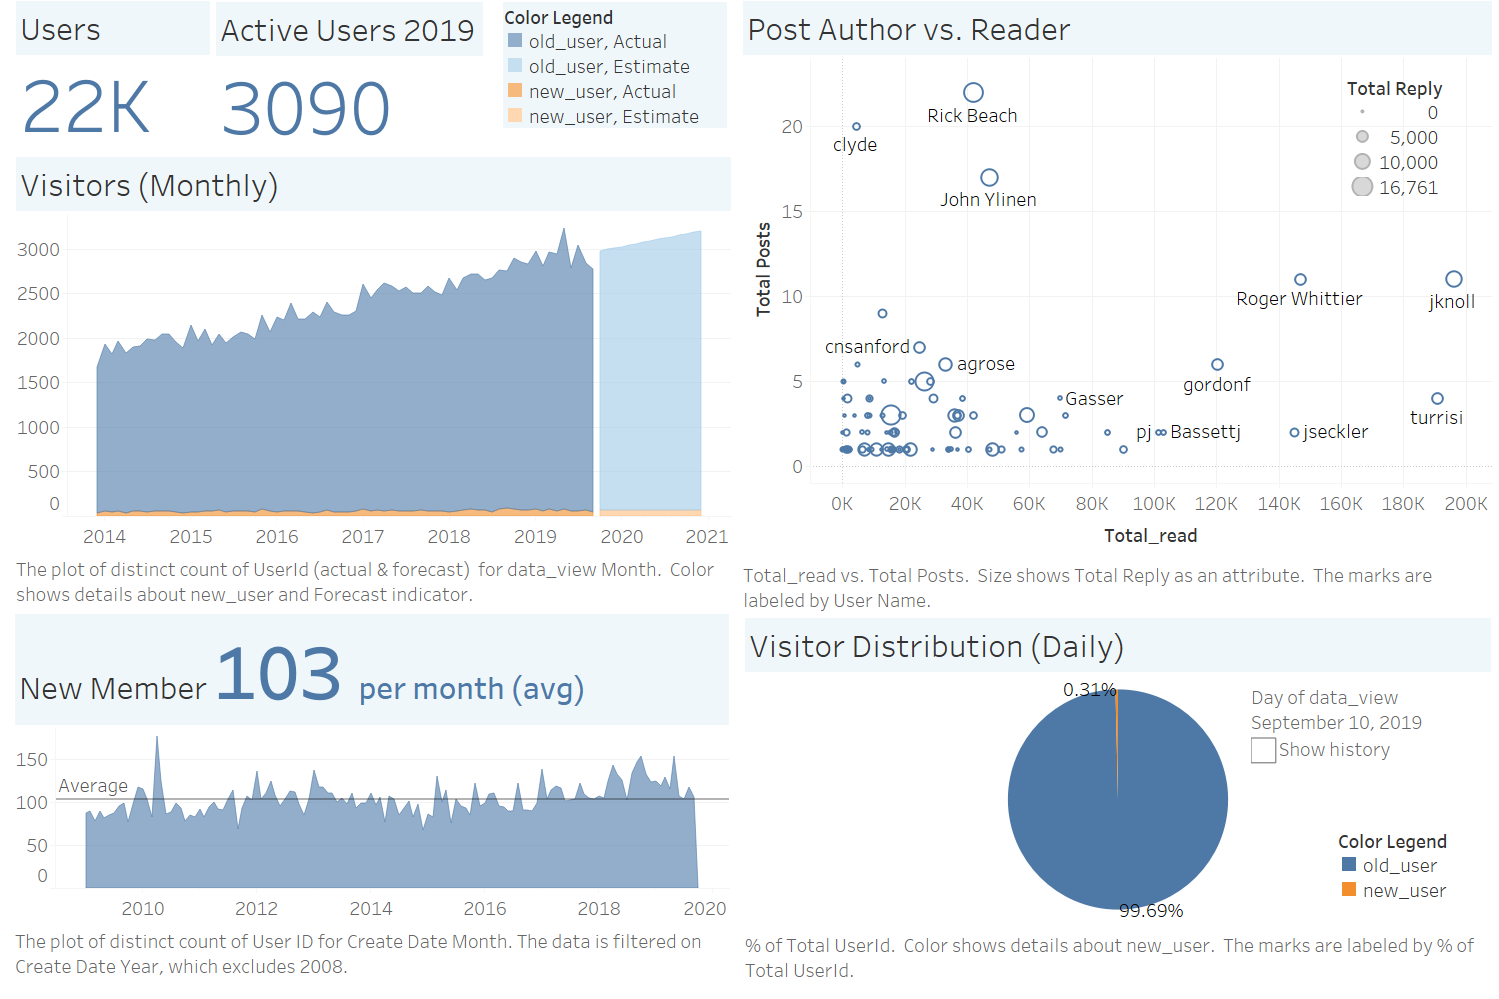 Users
Active Users 2019
22K
3090
Color Legend
old_user, Actual
old_user, Estimate
new_user, Actual
new_user, Estimate
Visitors (Monthly)
3000
2500
2000
1500
1000
500
0
2014 2015 2016 2017 2018 2019 2020 2021
The plot of distinct count of UserId (actual & forecast) for data_view Month. Color
shows details about new_user and Forecast indicator.
New Member 103 per month (avg)
150
Average
100
50
0
2010 2012 2014 2016 2018 2020
The plot of distinct count of User ID for Create Date Month. The data is filtered on
Create Date Year, which excludes 2008.
Post Author vs. Reader
Total Reply
0
5,000
10,000
16,761
Total Posts
20
15
10
5
0
Rick Beach
clyde
John Ylinen
Roger Whittier
jknoll
cnsanford
agrose
gordonf
Gasser
turrisi
pj
Bassettj
jseckler
0K 20K 40K 60K 80K 100K 120K 140K 160K 180K 200K
Total_read
Total_read vs. Total Posts. Size shows Total Reply as an attribute. The marks are
labeled by User Name.
Visitor Distribution (Daily)
0.31%
99.69%
Day of data_view
September 10, 2019
Show history
Color Legend
old_user
new_user
% of Total UserId. Color shows details about new_user. The marks are labeled by % of
Total UserId.